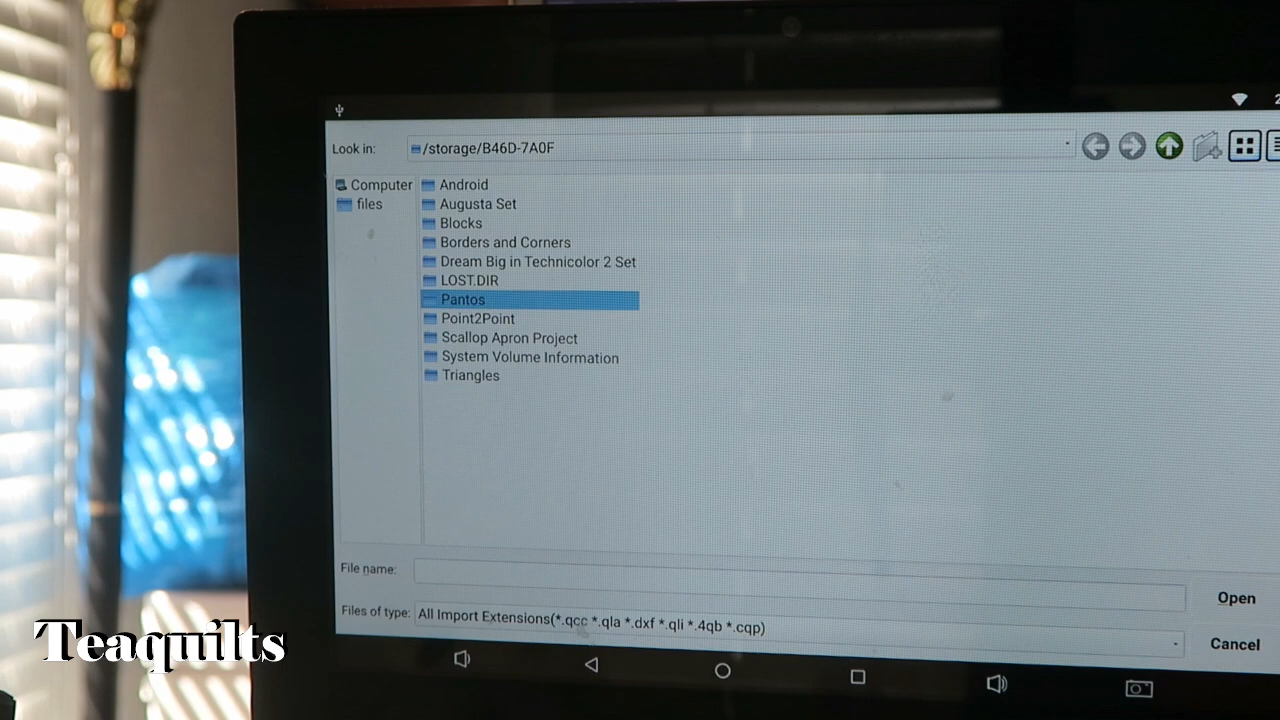 2
Look in: /storage/B46D-7A0F
Computer
files
Android
Augusta Set
Blocks
Borders and Corners
Dream Big in Technicolor 2 Set
LOST.DIR
Pantos
Point2Point
Scallop Apron Project
System Volume Information
Triangles
File name:
Open
Files of type: All Import Extensions(*.qcc *.qla *.dxf *.qli *.4qb *.cqp)
Cancel
Teaquilts